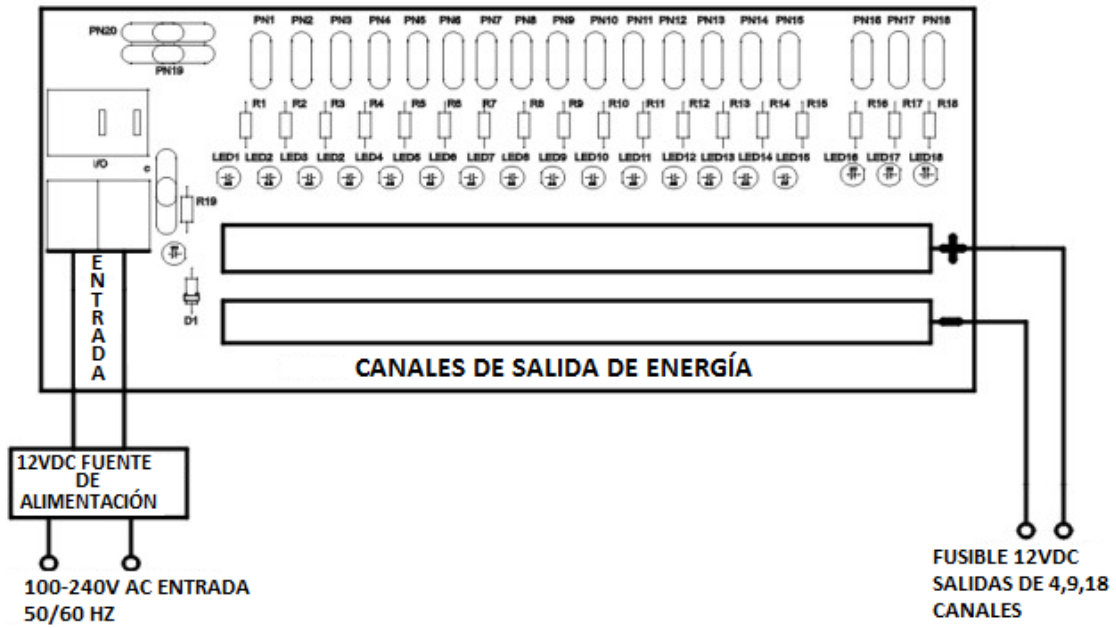 PN20 PN1 PN2 PN3 PN4 PN5 PN6 PN7 PN8 PN9 PN10 PN11 PN12 PN13 PN14 PN15 PN16 PN17 PN18
PN19
R1 R2 R3 R4 R5 R6 R7 R8 R9 R10 R11 R12 R13 R14 R15 R16 R17 R18
I/O
LED1 LED2 LED3 LED2 LED4 LED5 LED6 LED7 LED8 LED9 LED10 LED11 LED12 LED13 LED14 LED15 LED16 LED17 LED18
R19
ENTRADA
D1
CANALES DE SALIDA DE ENERGÍA
12VDC FUENTE
DE
ALIMENTACIÓN
100-240V AC ENTRADA
50/60 HZ
FUSIBLE 12VDC
SALIDAS DE 4,9,18
CANALES